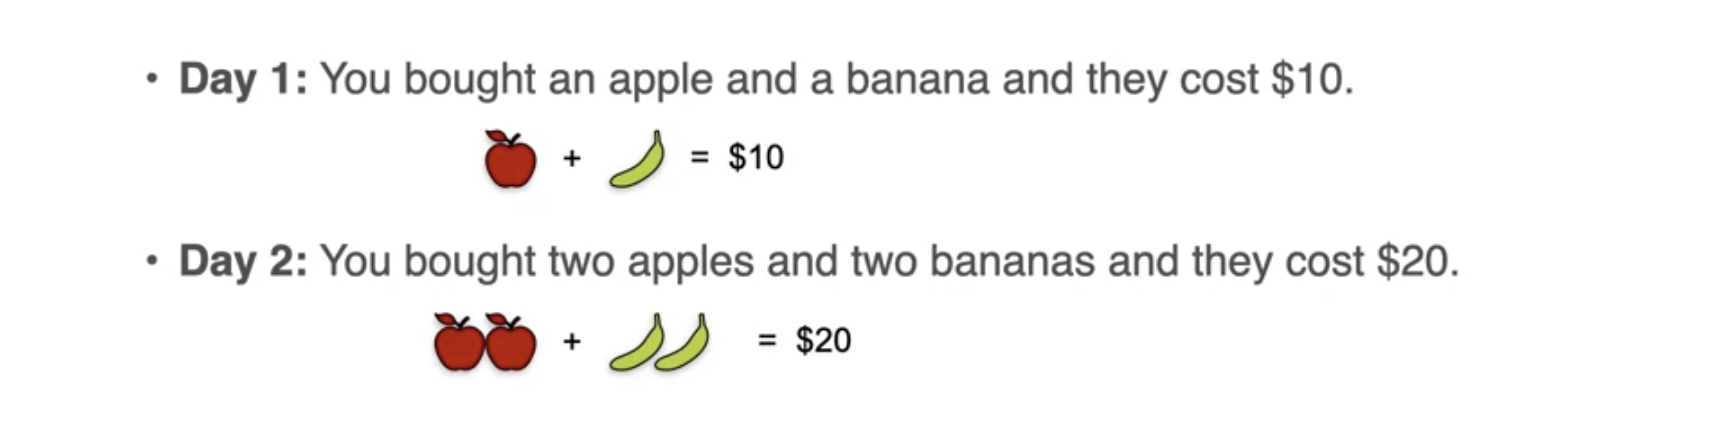 • Day 1: You bought an apple and a banana and they cost $10.
+ = $10
• Day 2: You bought two apples and two bananas and they cost $20.
+ = $20